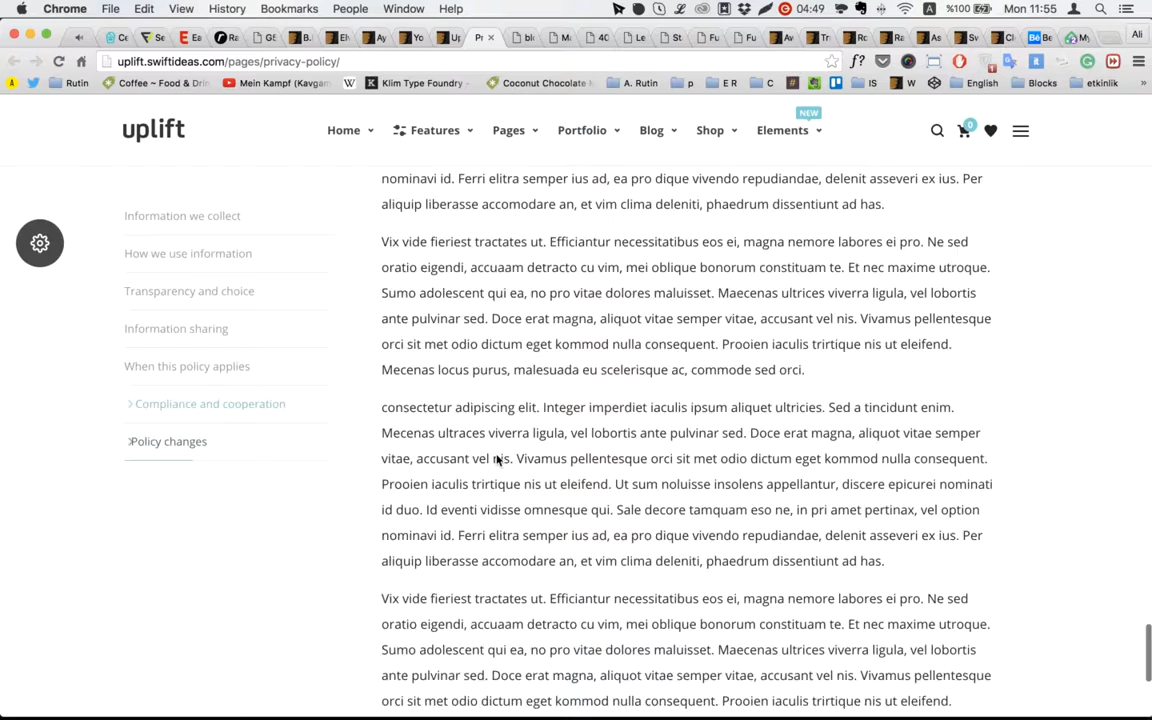 Chrome File Edit View History Bookmarks People Window Help 04:49 %100 Mon 11:55
Ali
uplift.swiftideas.com/pages/privacy-policy/ f?
Rutin Coffee ~ Food & Dri Mein Kampf (Kavga Klim Type Foundry Coconut Chocolate A. Rutin p E R C IS W English Blocks etkinlik
NEW
uplift Home Features Pages Portfolio Blog Shop Elements 0
nominavi id. Ferri elitra semper ius ad, ea pro dique vivendo repudiandae, delenit asseveri ex ius. Per
aliquip liberasse accomodare an, et vim clima deleniti, phaedrum dissentiunt ad has.
Information we collect
How we use information
Transparency and choice
Information sharing
When this policy applies
Compliance and cooperation
Policy changes
Vix vide fieriest tractates ut. Efficiantur necessitatibus eos ei, magna nemore labores ei pro. Ne sed
oratio eigendi, accuaam detracto cu vim, mei oblique bonorum constituam te. Et nec maxime utroque.
Sumo adolescent qui ea, no pro vitae dolores maluisset. Maecenas ultrices viverra ligula, vel lobortis
ante pulvinar sed. Doce erat magna, aliquot vitae semper vitae, accusant vel nis. Vivamus pellentesque
orci sit met odio dictum eget kommod nulla consequent. Prooien iaculis trirtique nis ut eleifend.
Mecenas locus purus, malesuada eu scelerisque ac, commode sed orci.
consectetur adipiscing elit. Integer imperdiet iaculis ipsum aliquet ultricies. Sed a tincidunt enim.
Mecenas ultraces viverra ligula, vel lobortis ante pulvinar sed. Doce erat magna, aliquot vitae semper
vitae, accusant vel nis. Vivamus pellentesque orci sit met odio dictum eget kommod nulla consequent.
Prooien iaculis trirtique nis ut eleifend. Ut sum noluisse insolens appellantur, discere epicurei nominati
id duo. Id eventi vidisse omnesque qui. Sale decore tamquam eso ne, in pri amet pertinax, vel option
nominavi id. Ferri elitra semper ius ad, ea pro dique vivendo repudiandae, delenit asseveri ex ius. Per
aliquip liberasse accomodare an, et vim clima deleniti, phaedrum dissentiunt ad has.
Vix vide fieriest tractates ut. Efficiantur necessitatibus eos ei, magna nemore labores ei pro. Ne sed
oratio eigendi, accuaam detracto cu vim, mei oblique bonorum constituam te. Et nec maxime utroque.
Sumo adolescent qui ea, no pro vitae dolores maluisset. Maecenas ultrices viverra ligula, vel lobortis
ante pulvinar sed. Doce erat magna, aliquot vitae semper vitae, accusant vel nis. Vivamus pellentesque
orci sit met odio dictum eget kommod nulla consequent. Prooien iaculis trirtique nis ut eleifend.